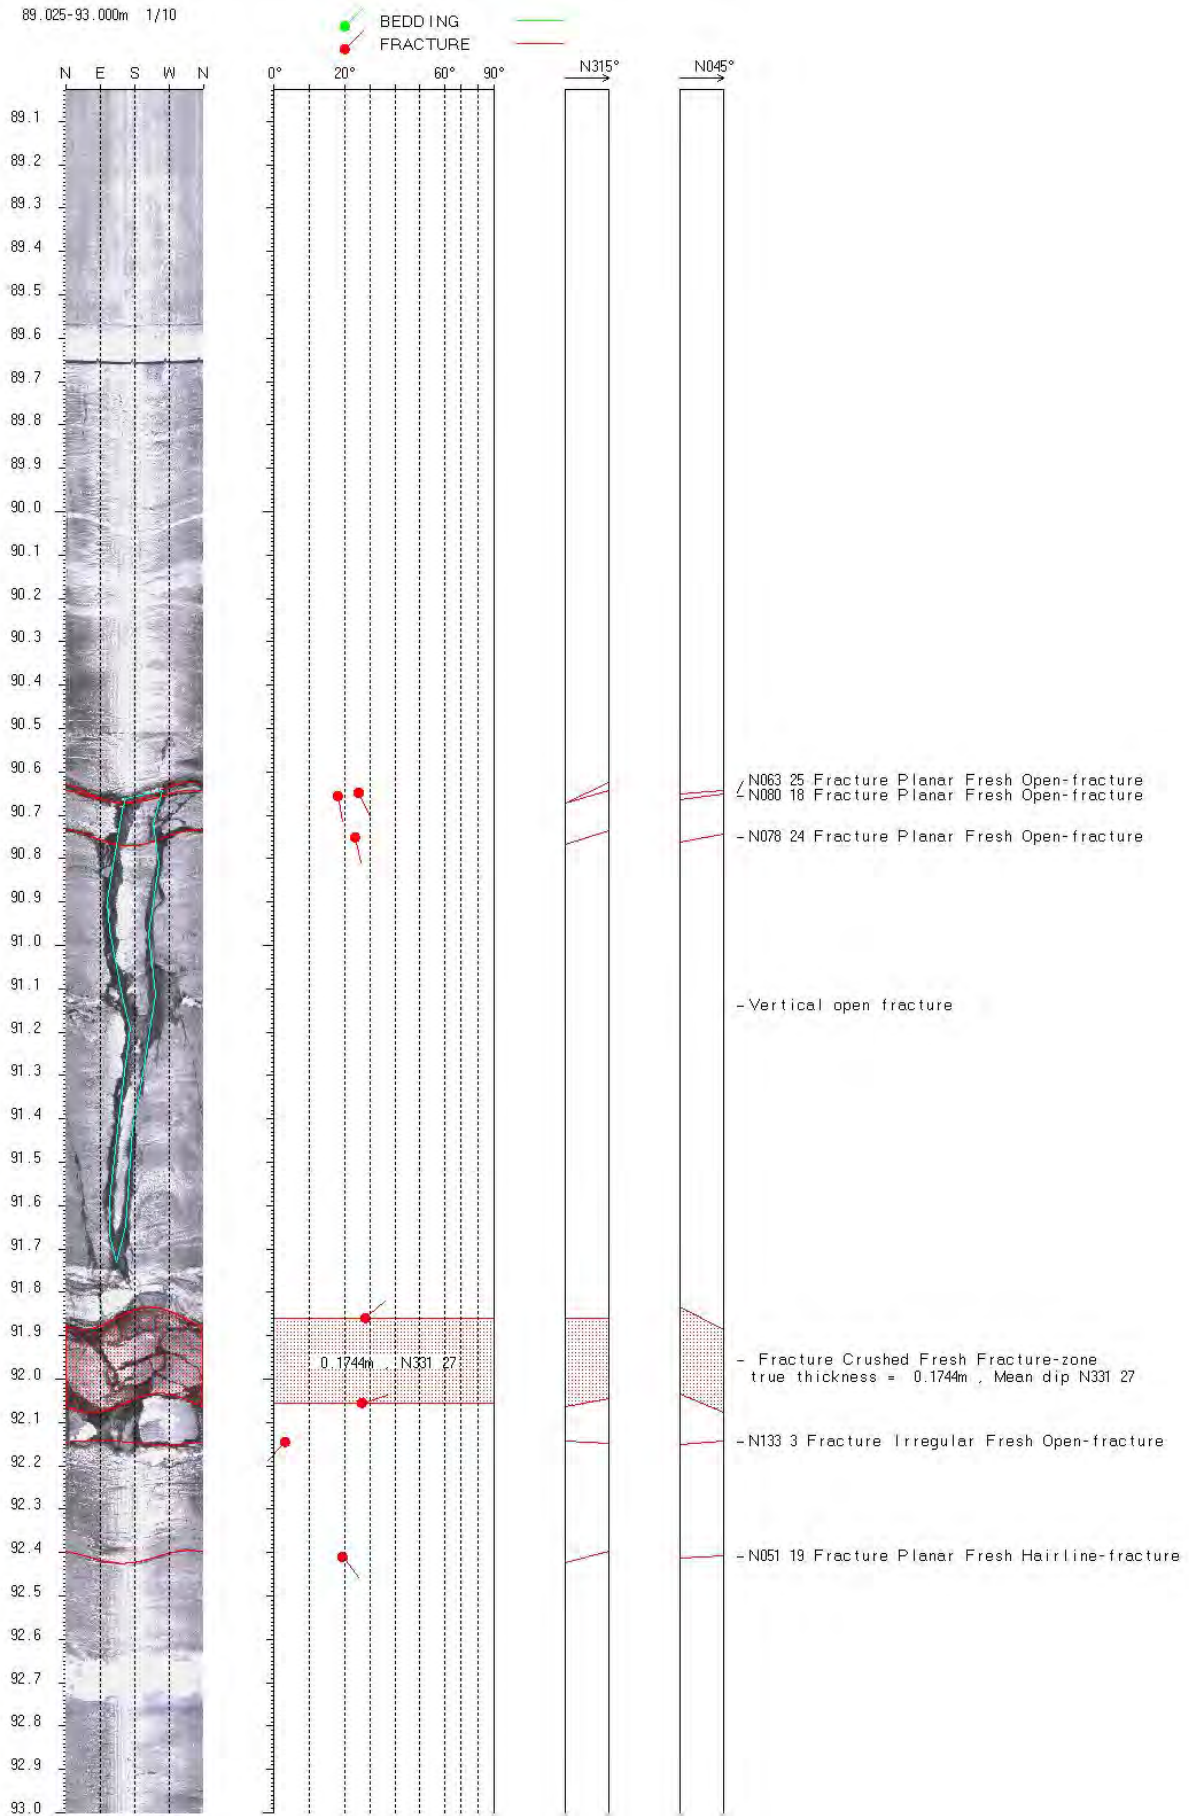 89.025-93.000m 1/10
BEDDING
FRACTURE
N E S W N
0° 20° 60° 90°
N315°
N045°
89.1
89.2
89.3
89.4
89.5
89.6
89.7
89.8
89.9
90.0
90.1
90.2
90.3
90.4
90.5
90.6
N063 25 Fracture Planar Fresh Open-fracture
N080 18 Fracture Planar Fresh Open-fracture
90.7
N078 24 Fracture Planar Fresh Open-fracture
90.8
90.9
91.0
91.1
Vertical open fracture
91.2
91.3
91.4
91.5
91.6
91.7
91.8
91.9
0.1744m , N331 27
Fracture Crushed Fresh Fracture-zone
true thickness = 0.1744m , Mean dip N331 27
92.0
92.1
N133 3 Fracture Irregular Fresh Open-fracture
92.2
92.3
92.4
N051 19 Fracture Planar Fresh Hairline-fracture
92.5
92.6
92.7
92.8
92.9
93.0